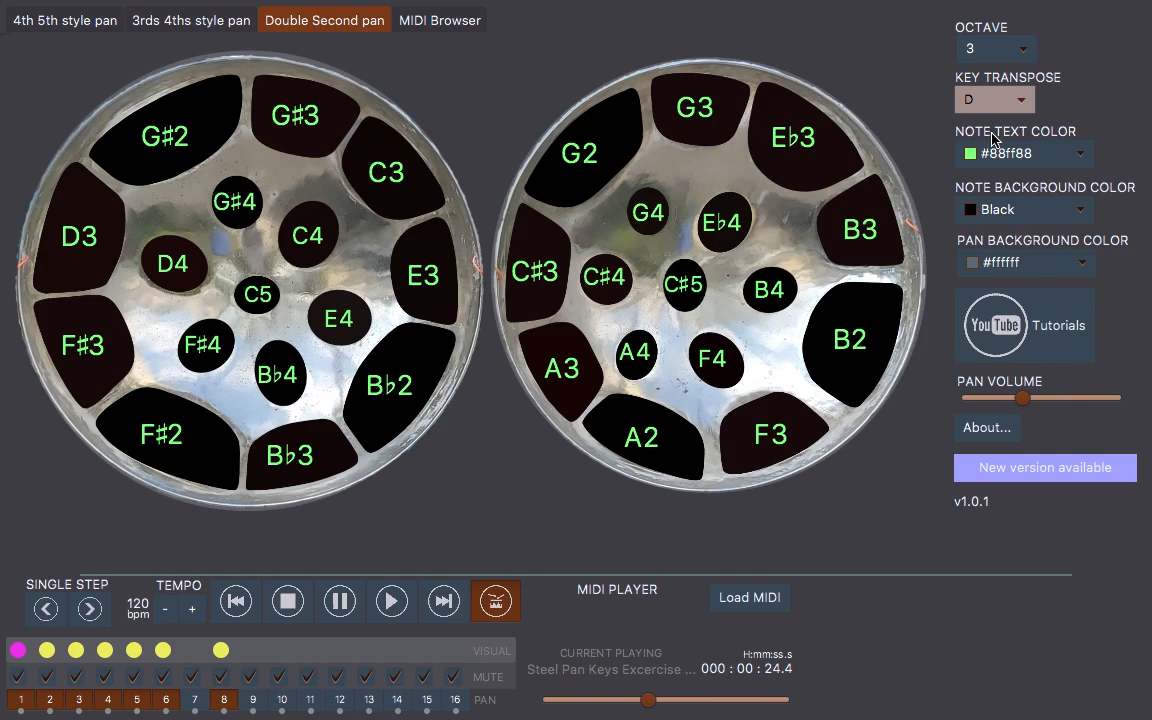 4th 5th style pan
3rds 4ths style pan
Double Second pan
MIDI Browser
OCTAVE
3
KEY TRANSPOSE
D
NOTE TEXT COLOR
#88ff88
NOTE BACKGROUND COLOR
Black
PAN BACKGROUND COLOR
#ffffff
You Tube
Tutorials
PAN VOLUME
About...
New version available
v1.0.1
G♯2
G♯3
C3
D3
G♯4
C4
D4
E3
C5
E4
F♯3
F♯4
B♭4
B♭2
F♯2
B♭3
G2
G3
E♭3
G4
E♭4
B3
C♯3
C♯4
C♯5
B4
A3
A4
F4
B2
A2
F3
SINGLE STEP
TEMPO
120
bpm
-
+
MIDI PLAYER
Load MIDI
VISUAL
MUTE
1 2 3 4 5 6 7 8 9 10 11 12 13 14 15 16 PAN
CURRENT PLAYING
Steel Pan Keys Excercise ...
H:mm:ss.s
000 : 00 : 24.4